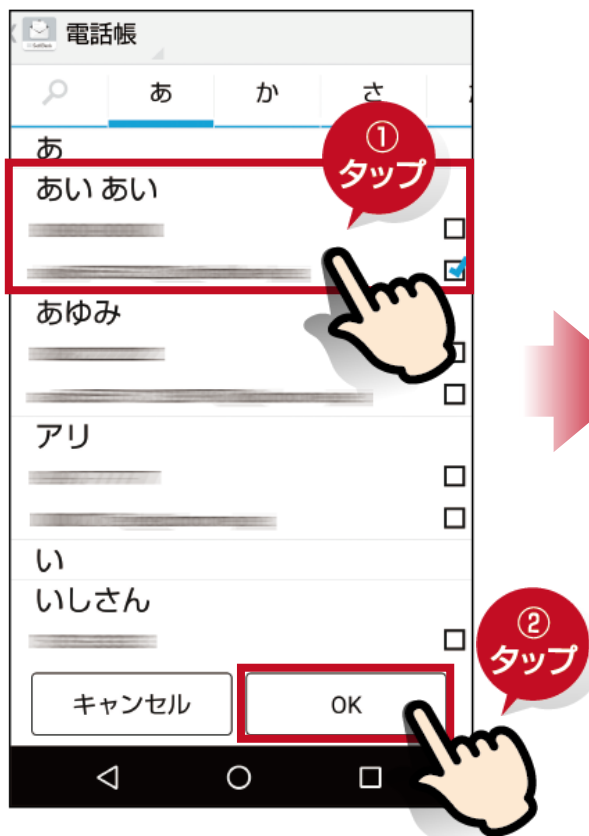 電話帳
あ か さ
① タップ
あ
あい あい
あゆみ
アリ
い
いしさん
② タップ
キャンセル OK